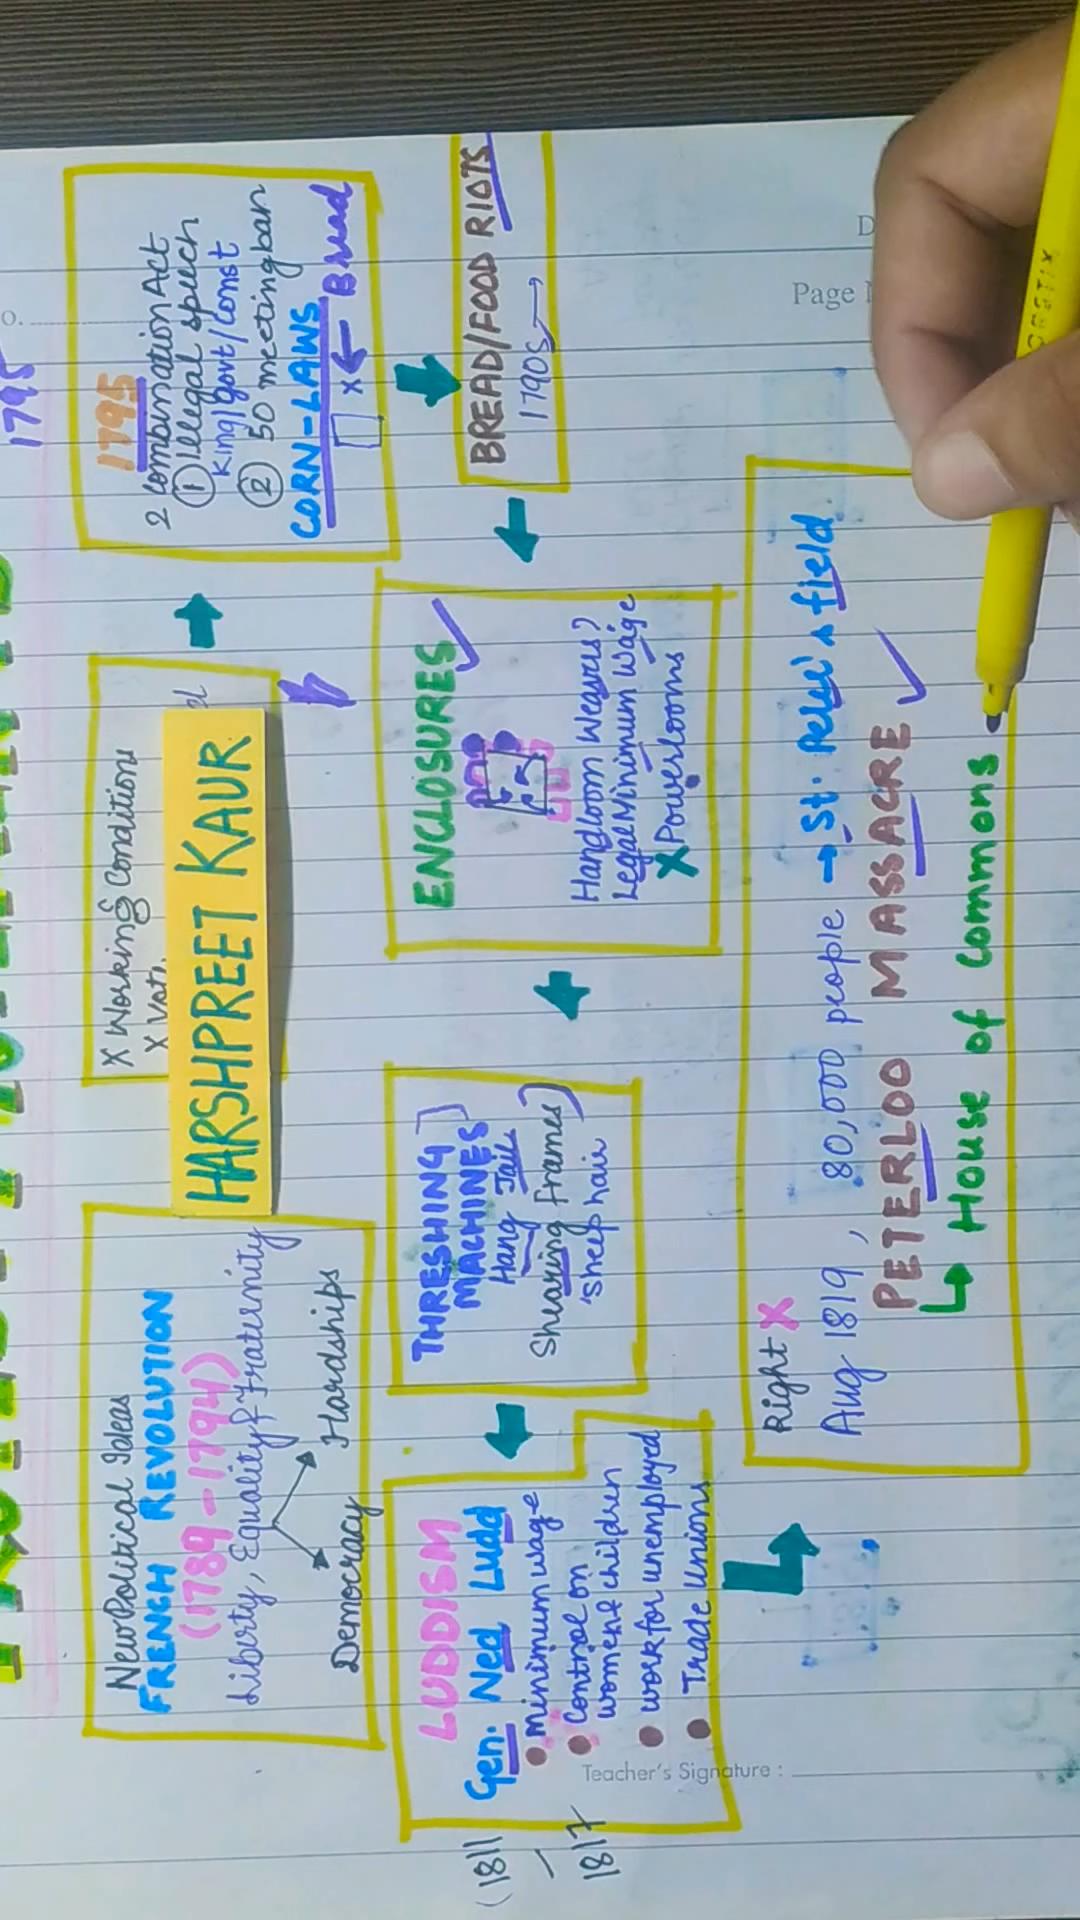 1795
New Political Ideas
FRENCH REVOLUTION
(1789-1794)
Liberty, Equality & Fraternity
Democracy
Hardships
X Working Conditions
X
HARSHPREET KAUR
1795
2 Combination Act
① Illegal speech
King/Govt/Const
② 50 meeting ban
CORN-LAWS
x ← Bread
BREAD/FOOD RIOTS
1790s
ENCLOSURES
Handloom Weavers?
Legal Minimum Wage
X Powerlooms
THRESHING
MACHINES
Hang Jail
Shearing frames
'sheep hair
(1811
1817
LUDDISM
Gen. Ned Ludd
• minimum wage
• Control on
women & children
• work for unemployed
• Trade Unions
Right X
Aug 1819, 80,000 people → St. Peter's field
PETERLOO MASSACRE
House of Commons
Page
Teacher's Signature :